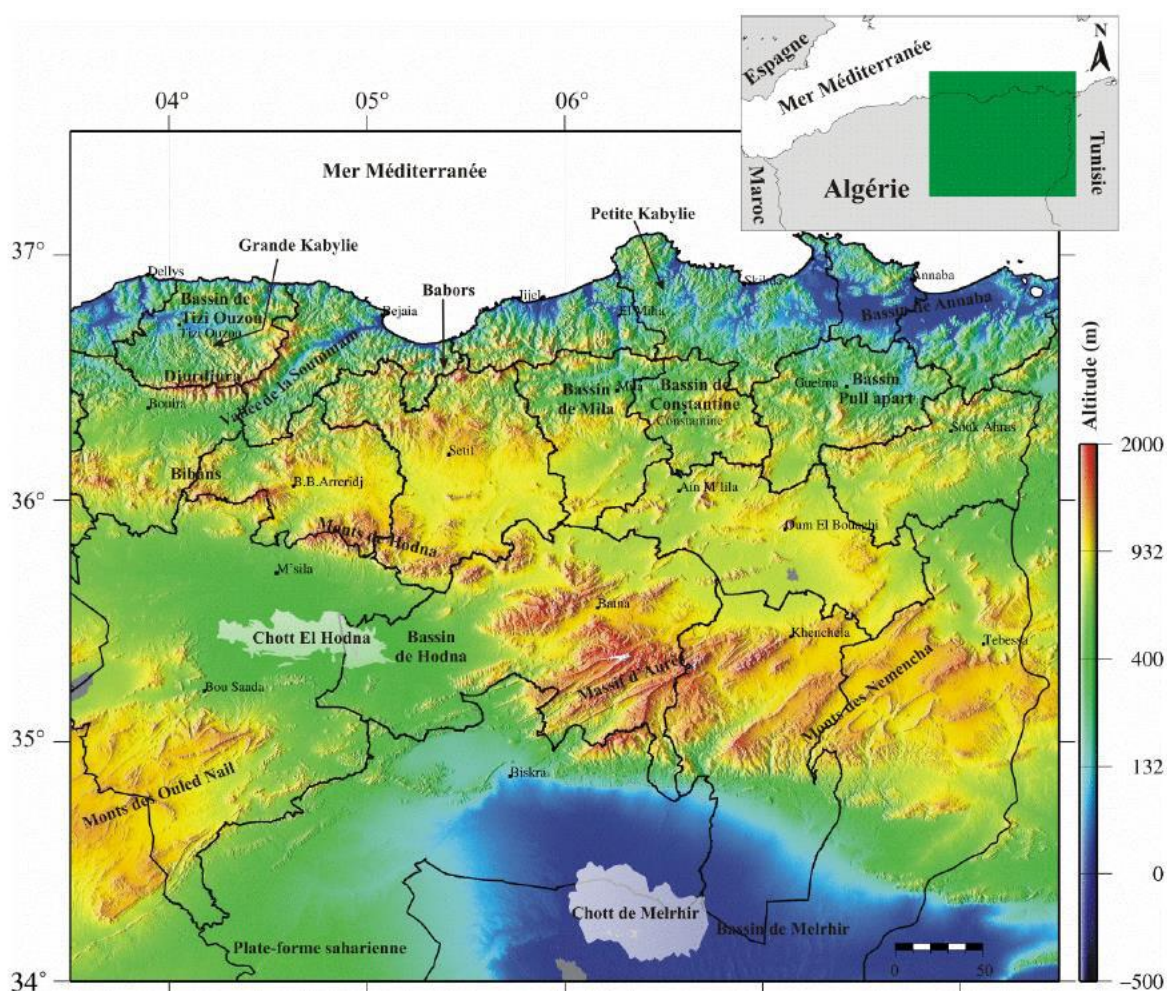 N
Espagne
Mer Méditerranée
Algérie
Maroc
Tunisie
04°
05°
06°
Mer Méditerranée
Petite Kabylie
Grande Kabylie
37°
Dellys
Babors
Jijel
Skikda
Annaba
Bassin de
Tizi Ouzou
Tizi Ouzou
Bejaia
El Milia
Bassin de Annaba
Djurdjura
Vallée de la Soummam
Bouira
Bassin
de Mila
Mila
Bassin de
Constantine
Constantine
Guelma
Bassin
Pull apart
Souk Ahras
Altitude (m)
2000
Bibans
Setif
B.B.Arreridj
Ain M'lila
36°
Monts de Hodna
Oum El Bouaghi
932
M'sila
Batna
Chott El Hodna
Bassin
de Hodna
Khenchela
Tebessa
400
Bou Saada
Massif d'Aurès
Monts des Nemencha
35°
132
Biskra
Monts des Ouled Nail
0
Chott de Melrhir
Bassin de Melrhir
Plate-forme saharienne
0
50
34°
−500